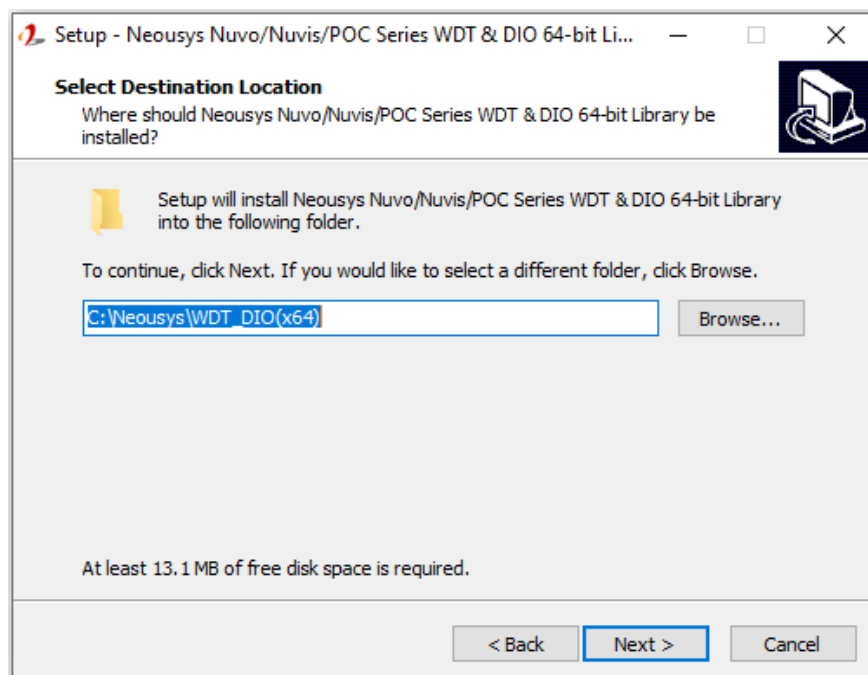 Setup - Neousys Nuvo/Nuvis/POC Series WDT & DIO 64-bit Li...
Select Destination Location
Where should Neousys Nuvo/Nuvis/POC Series WDT & DIO 64-bit Library be
installed?
Setup will install Neousys Nuvo/Nuvis/POC Series WDT & DIO 64-bit Library
into the following folder.
To continue, click Next. If you would like to select a different folder, click Browse.
C:\Neousys\WDT_DIO(x64)
Browse...
At least 13.1 MB of free disk space is required.
< Back
Next >
Cancel